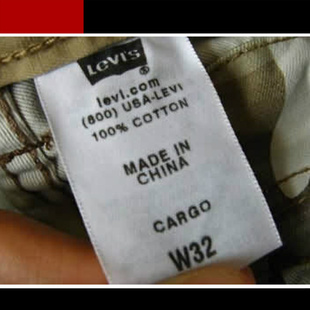 Levi's ®
levi.com
(800) USA-LEVI
100% COTTON
MADE IN
CHINA
CARGO
W32